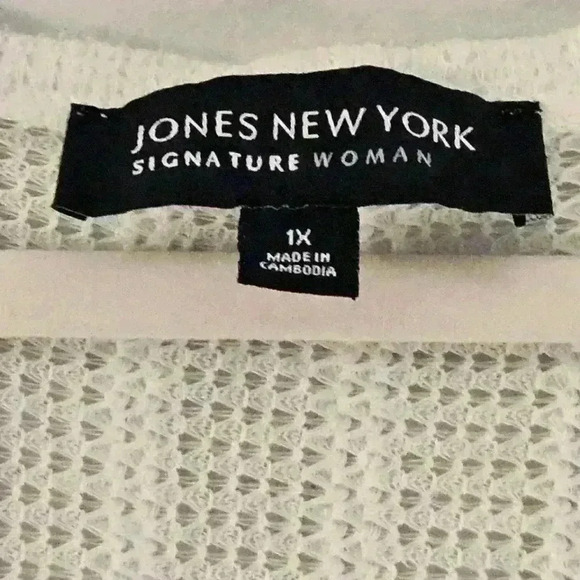 JONES NEW YORK
SIGNATURE WOMAN
1X
MADE IN
CAMBODIA